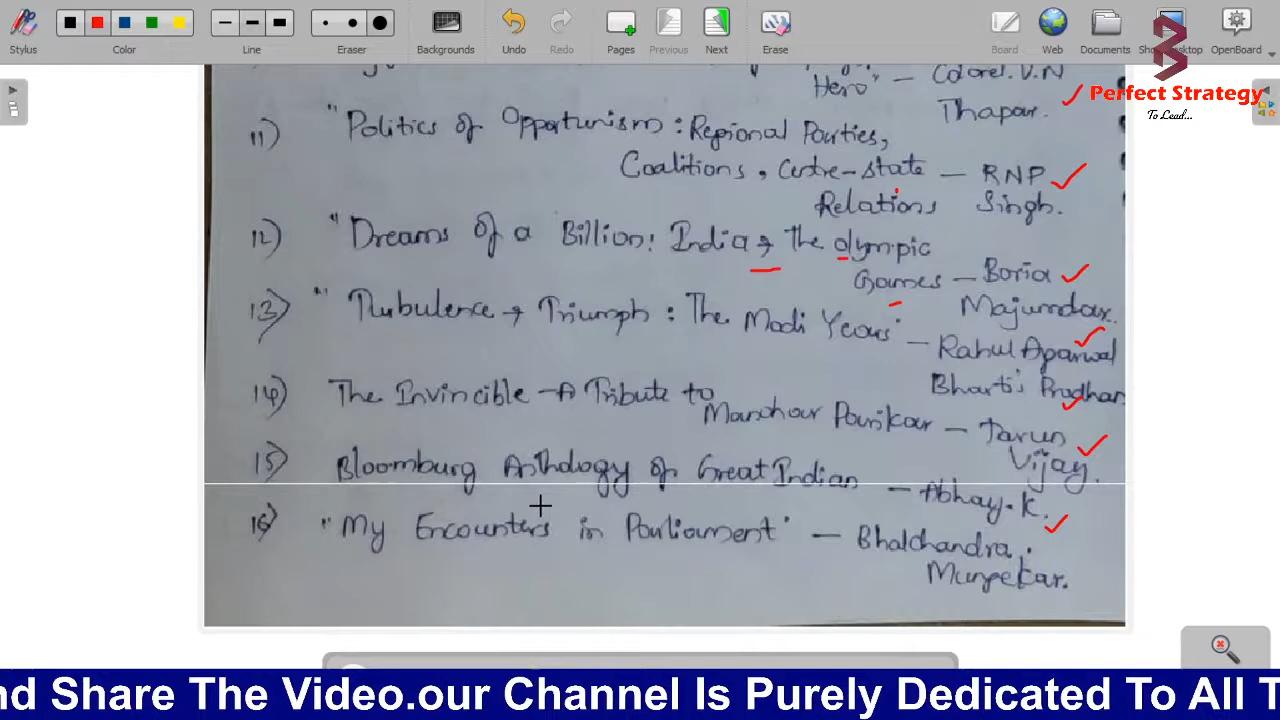 Stylus
Color
Line
Eraser
Backgrounds
Undo
Redo
Pages
Previous
Next
Erase
Board
Web
Documents
Show Desktop
OpenBoard
Perfect Strategy
To Lead...
Hero" - Colonel. V.N
Thapar.
11) "Politics of Opportunism : Regional Parties,
Coalitions, Centre-State - RNP
Relations Singh.
12) "Dreams of a Billion: India & The Olympic
Games - Boria
Majumdar.
13) "Turbulence & Triumph : The Modi Years" - Rahul Agarwal
Bharti's Pradhan
14) The Invincible - A Tribute to
Manohar Parikar - Tarun
Vijay.
15) Bloomburg Anthology of Great Indian - Abhay.K.
16) "My Encounters in Parliament" - Bhalchandra.
Mungekar.
nd Share The Video.our Channel Is Purely Dedicated To All T